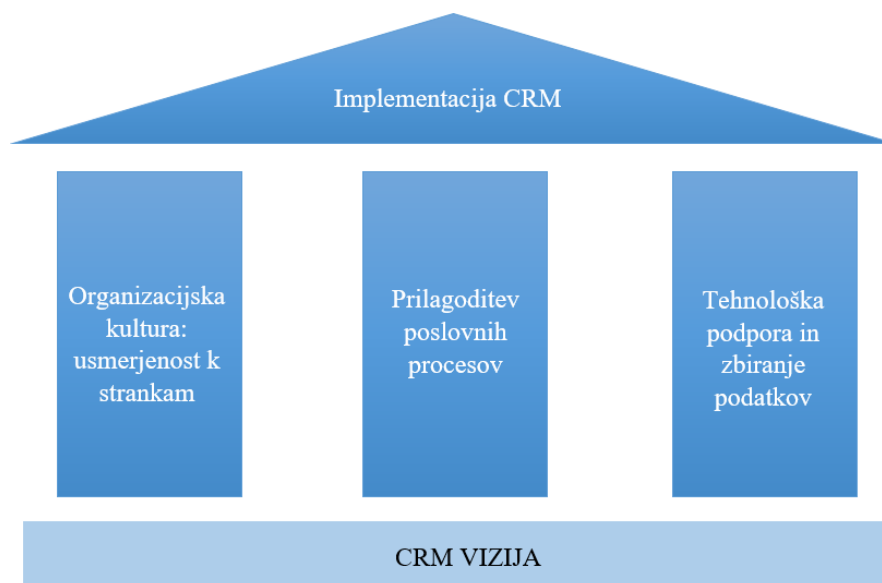 Implementacija CRM
Organizacijska
kultura:
usmerjenost k
strankam
Prilagoditev
poslovnih
procesov
Tehnološka
podpora in
zbiranje
podatkov
CRM VIZIJA